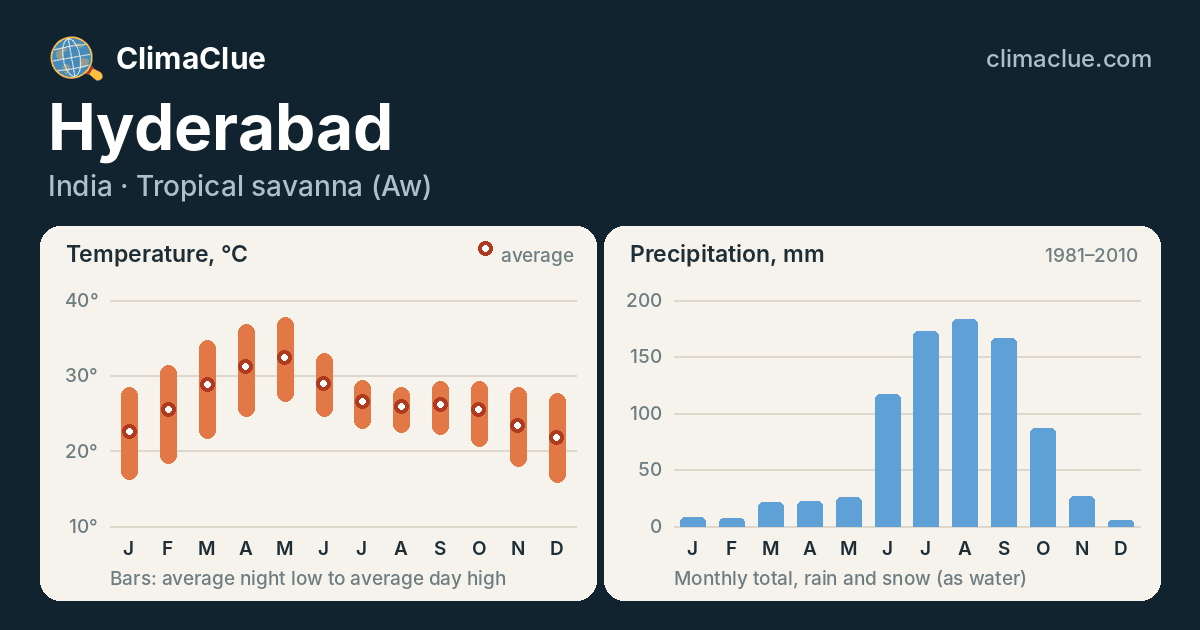 ClimaClue
climaclue.com
Hyderabad
India · Tropical savanna (Aw)
Temperature, °C
average
40°
30°
20°
10°
J F M A M J J A S O N D
Bars: average night low to average day high
Precipitation, mm
1981–2010
200
150
100
50
0
J F M A M J J A S O N D
Monthly total, rain and snow (as water)